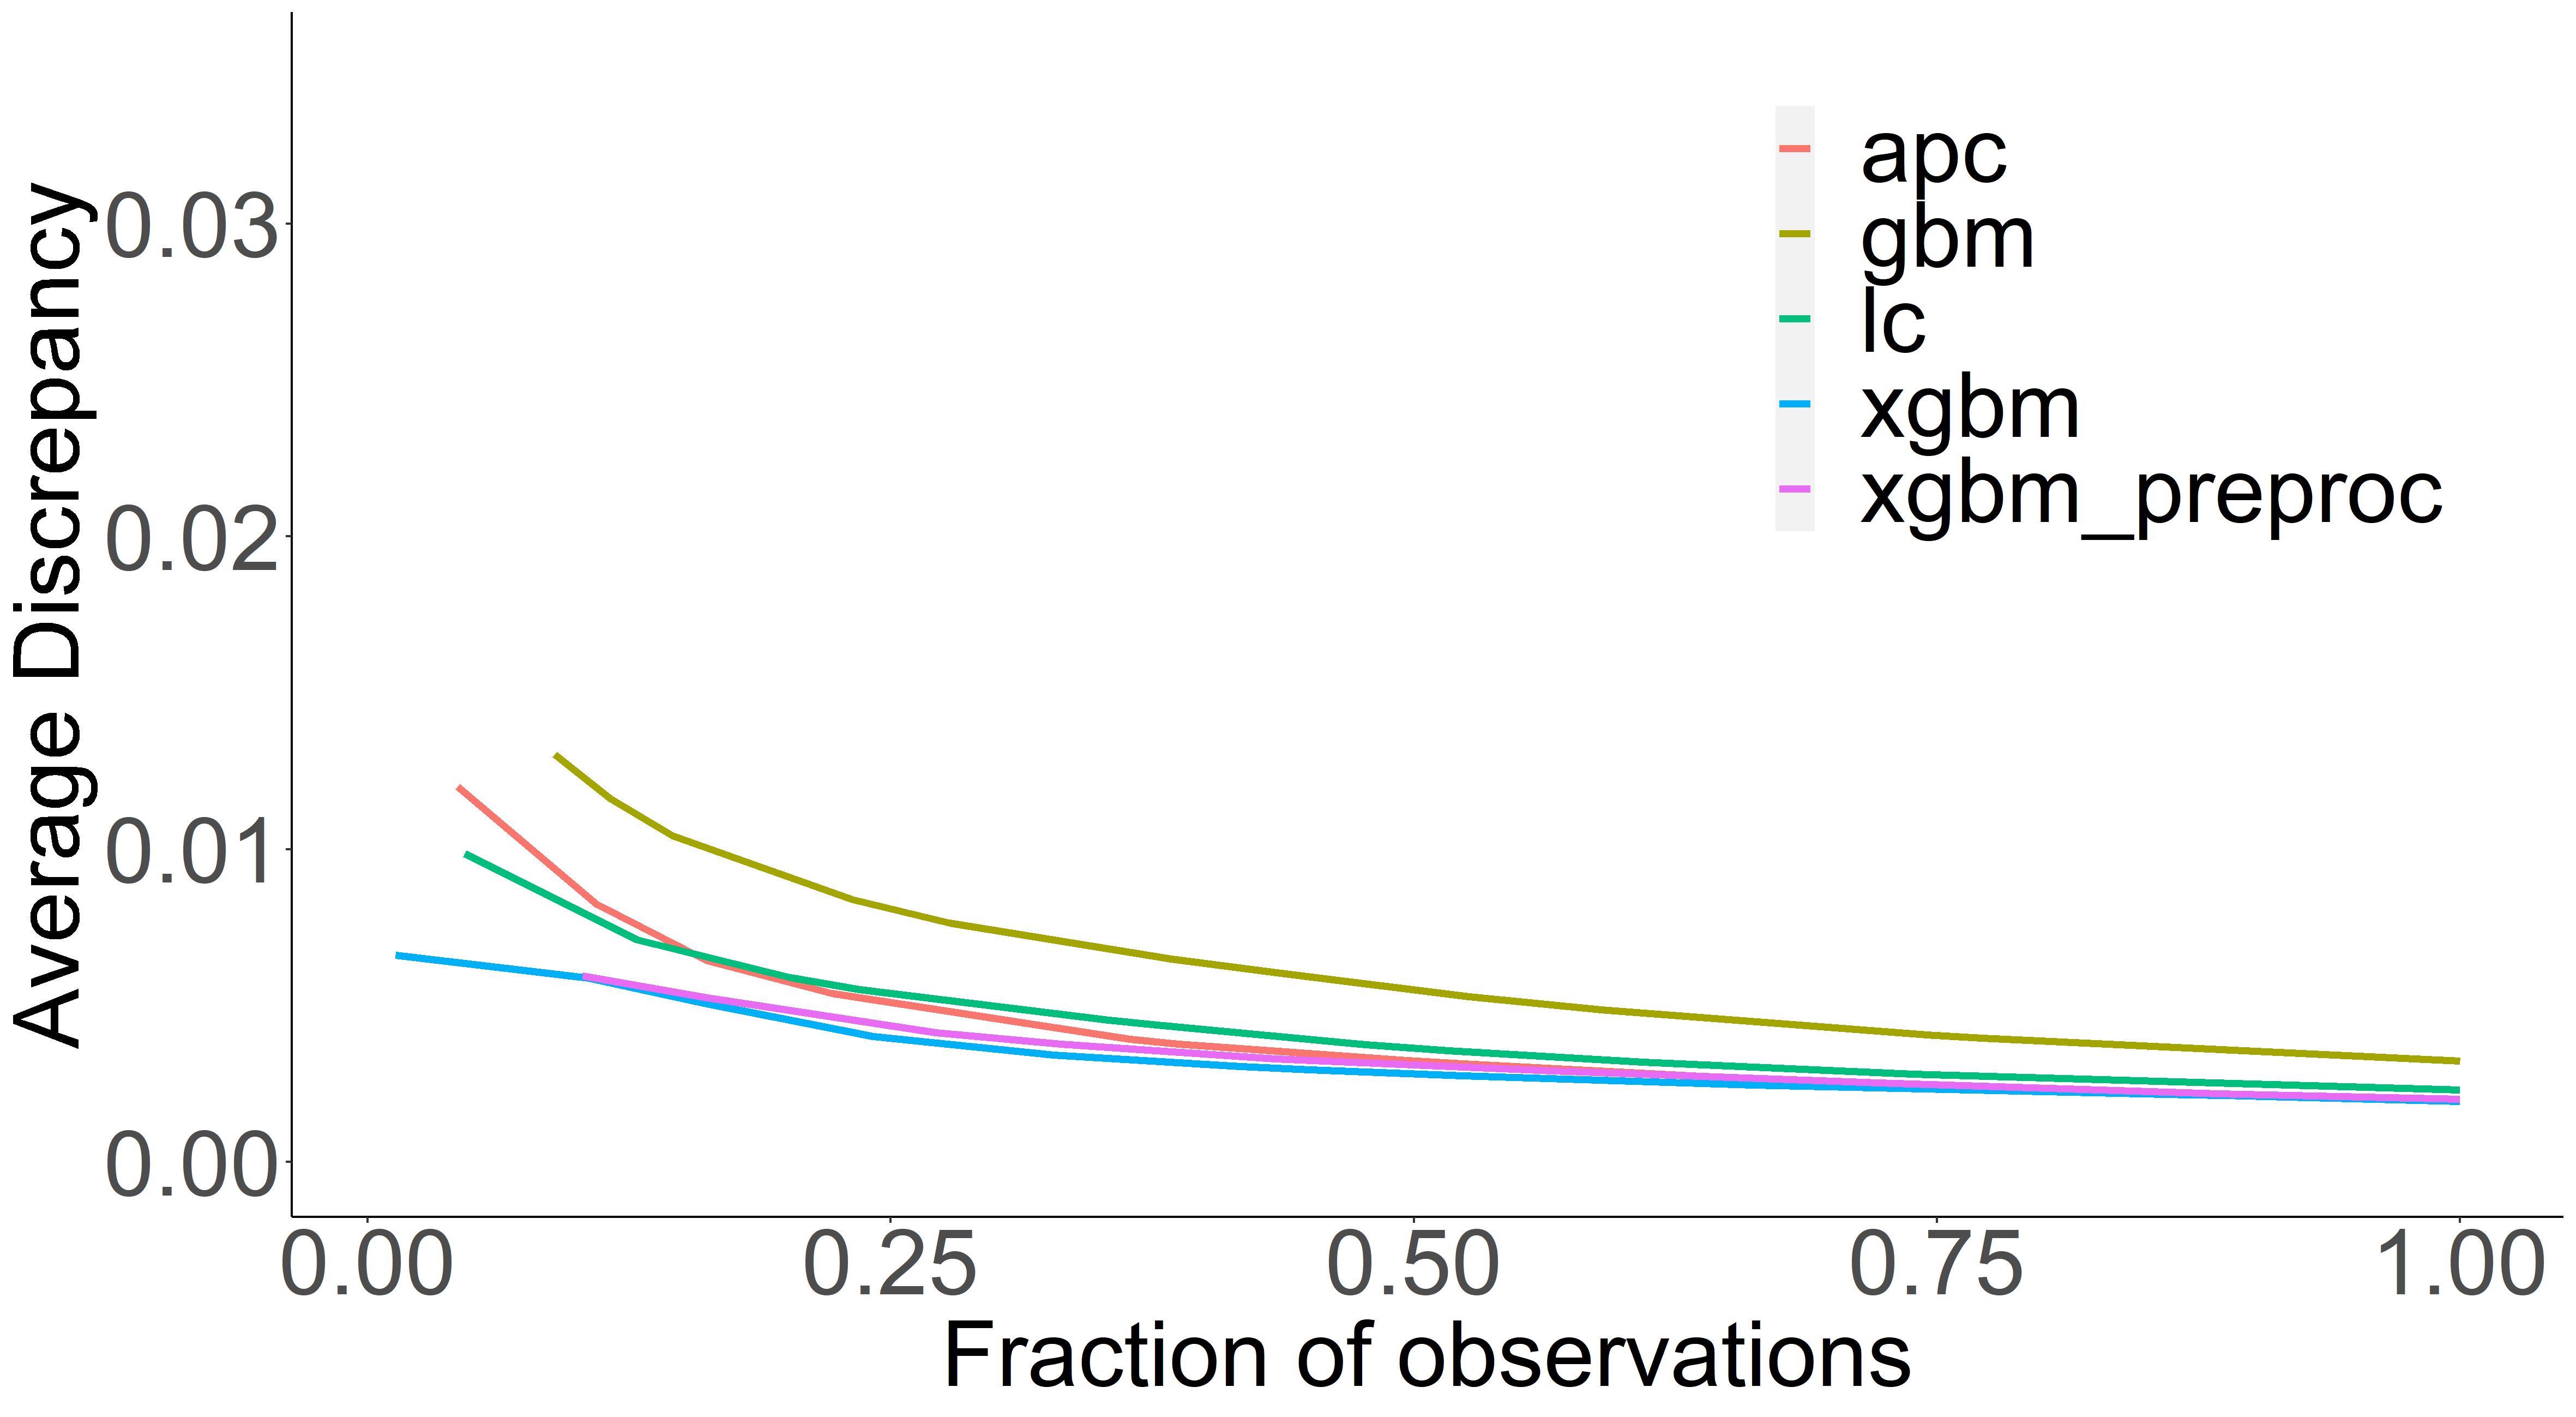 Average Discrepancy
0.03
0.02
0.01
0.00
apc
gbm
lc
xgbm
xgbm_preproc
0.00 0.25 0.50 0.75 1.00
Fraction of observations